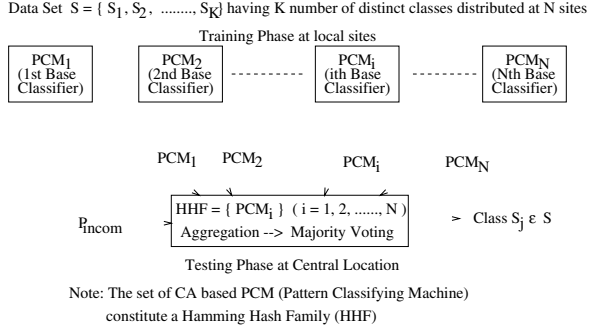 Data Set S = { S1, S2, ........, SK} having K number of distinct classes distributed at N sites
Training Phase at local sites
PCM1
(1st Base
Classifier)
PCM2
(2nd Base
Classifier)
PCMi
(ith Base
Classifier)
PCMN
(Nth Base
Classifier)
PCM1 PCM2 PCMi PCMN
Pincom
HHF = { PCMi } ( i = 1, 2, ......, N )
Aggregation --> Majority Voting
Class Sj ε S
Testing Phase at Central Location
Note: The set of CA based PCM (Pattern Classifying Machine)
constitute a Hamming Hash Family (HHF)